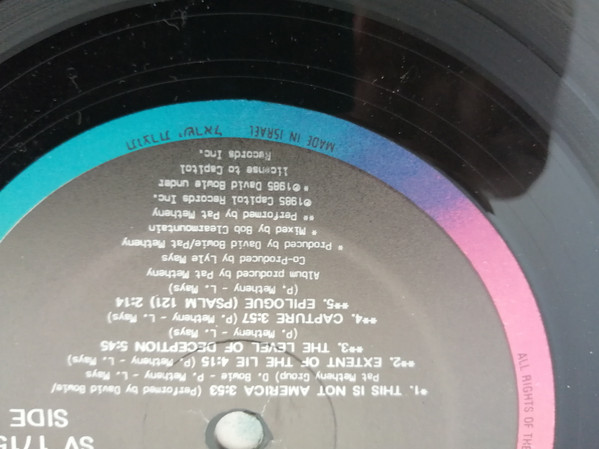 SV 1715
SIDE
*1. THIS IS NOT AMERICA 3:53 (Performed by David Bowie/
Pat Metheny Group) D. Bowie - P. Metheny - L. Mays)
**2. EXTENT OF THE LIE 4:15 (P. Metheny - L. Mays)
**3. THE LEVEL OF DECEPTION 5:45
(P. Metheny - L. Mays)
**4. CAPTURE 3:57 (P. Metheny - L. Mays)
**5. EPILOGUE (PSALM 121) 2:14
(P. Metheny - L. Mays)
Album produced by Pat Metheny
Co-Produced by Lyle Mays
* Produced by David Bowie/Pat Metheny
* Mixed by Bob Clearmountain
** Performed by Pat Metheny
℗1985 Capitol Records Inc.
*℗1985 David Bowie under
license to Capitol
Records Inc.
MADE IN ISRAEL תוצרת ישראל
ALL RIGHTS OF THE